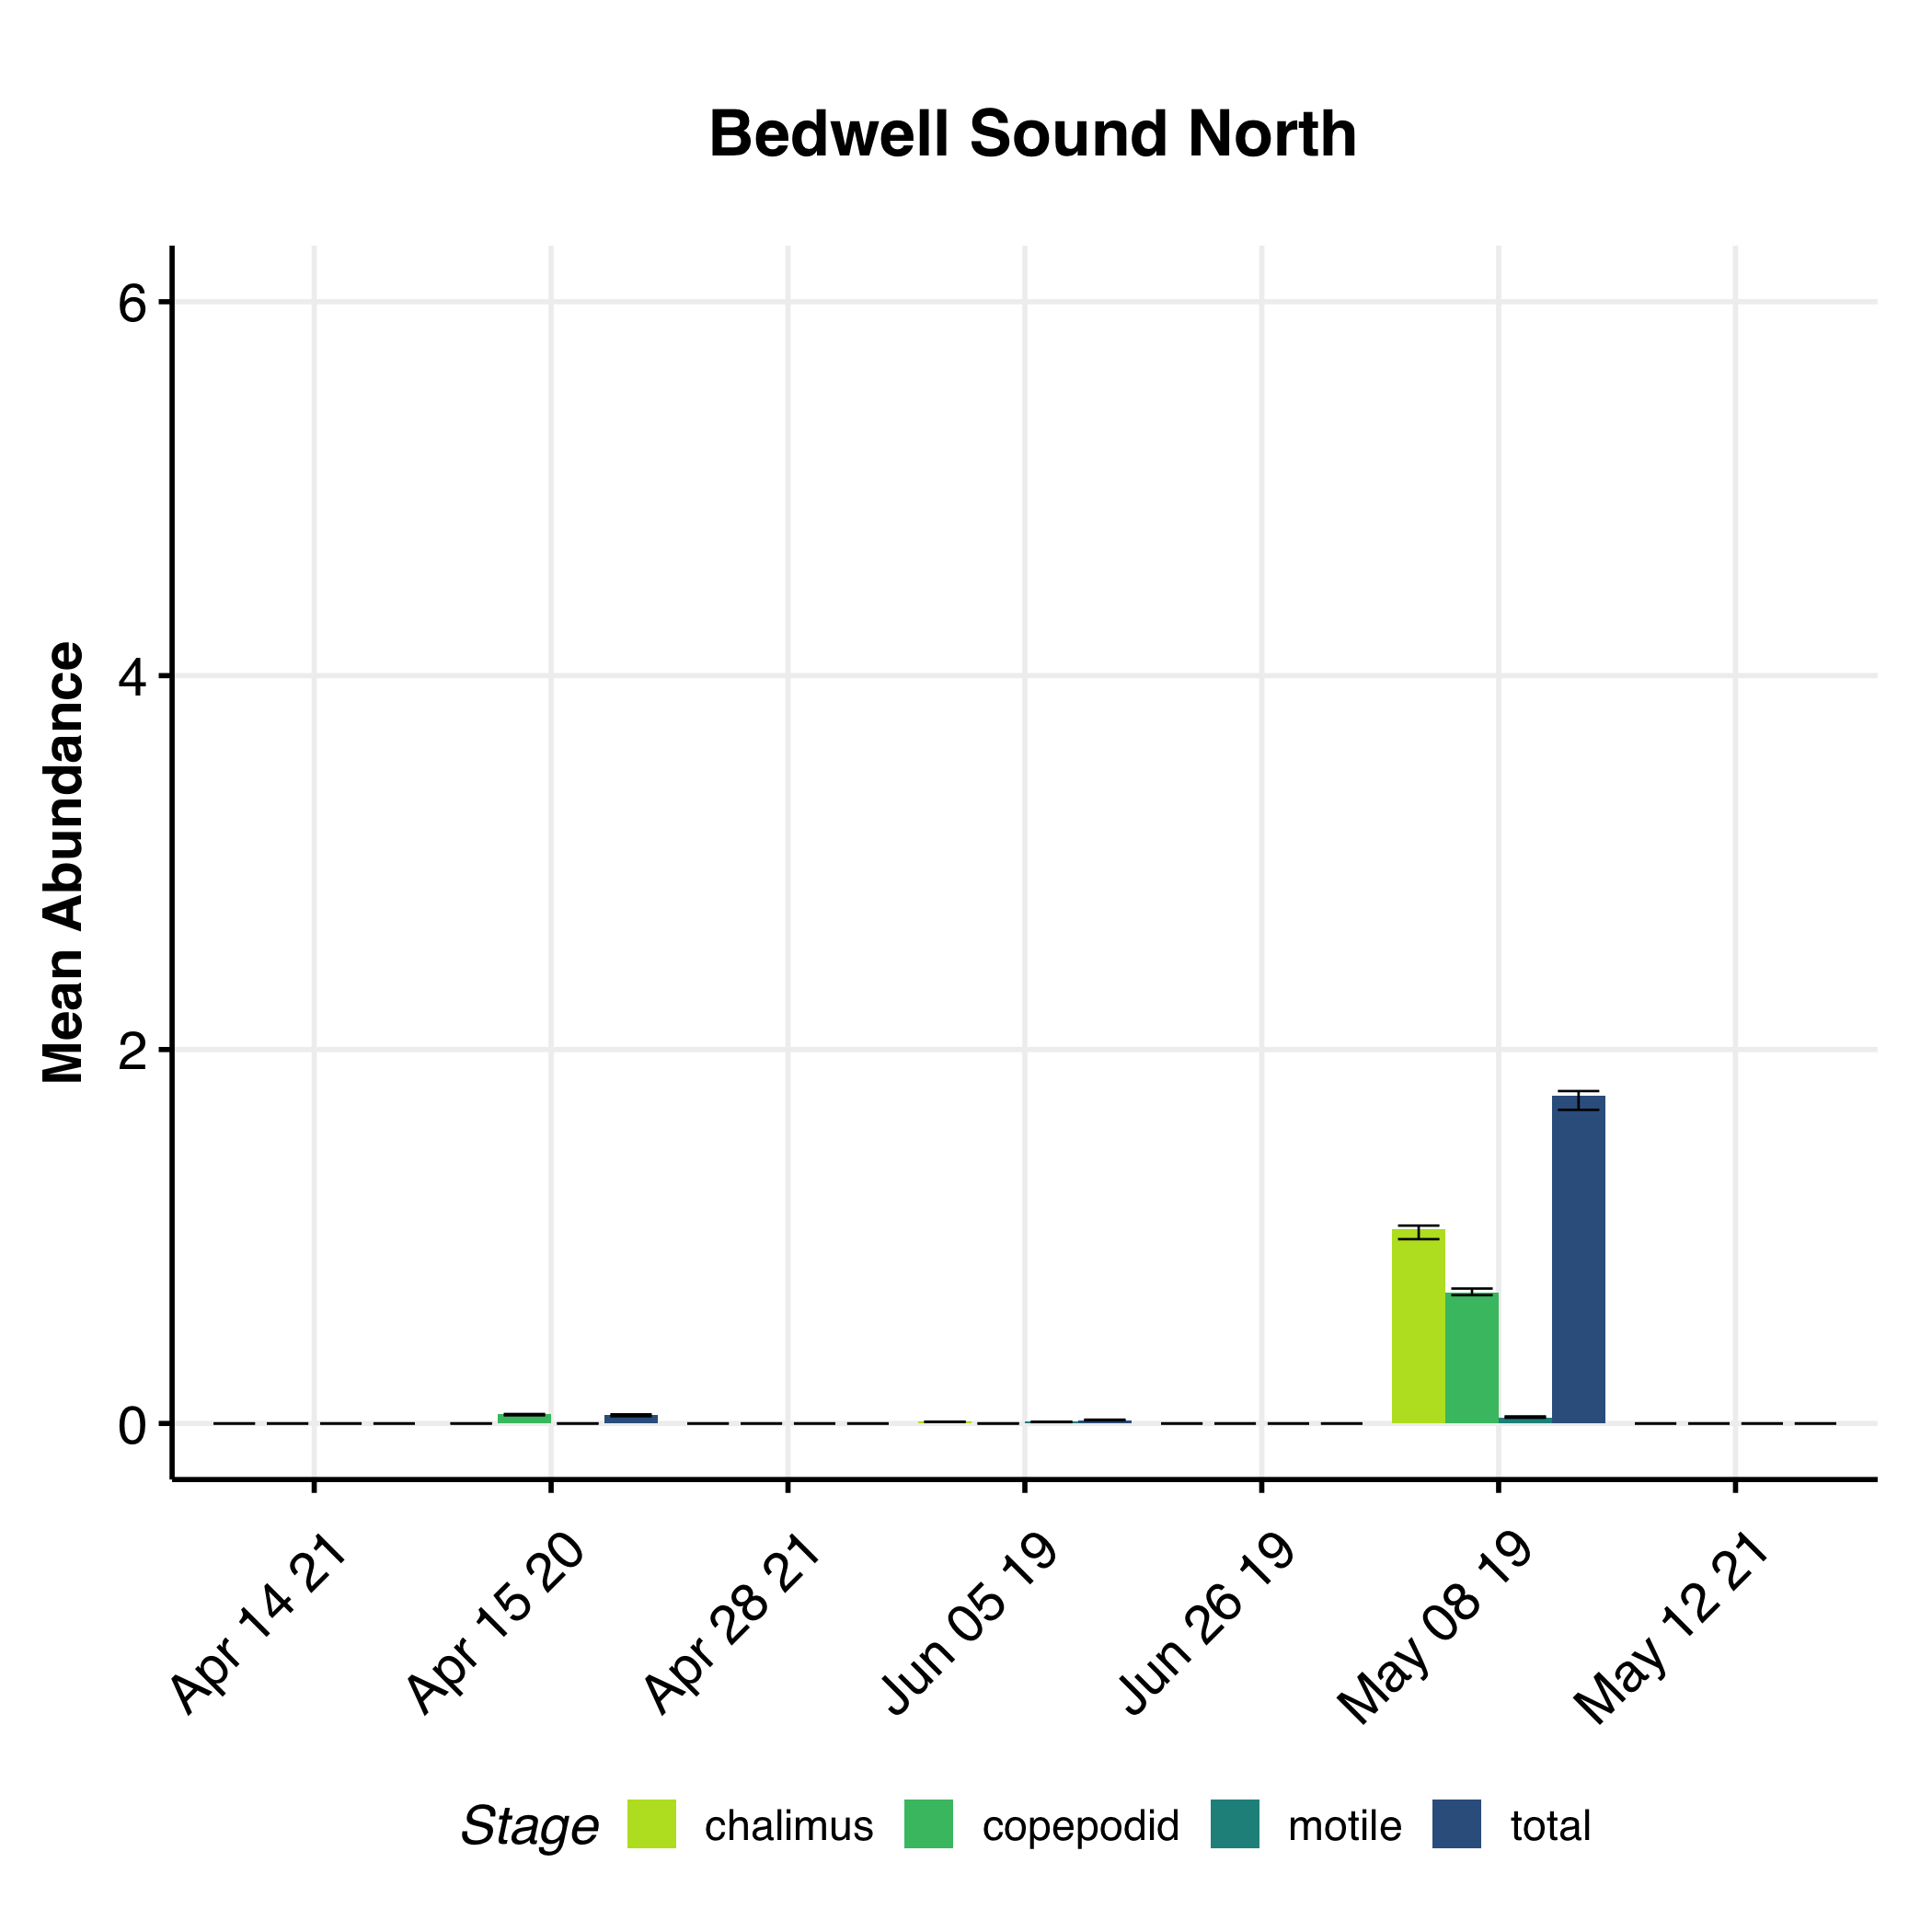 Bedwell Sound North
Mean Abundance
6
4
2
0
Apr 14 21
Apr 15 20
Apr 28 21
Jun 05 19
Jun 26 19
May 08 19
May 12 21
Stage chalimus copepodid motile total